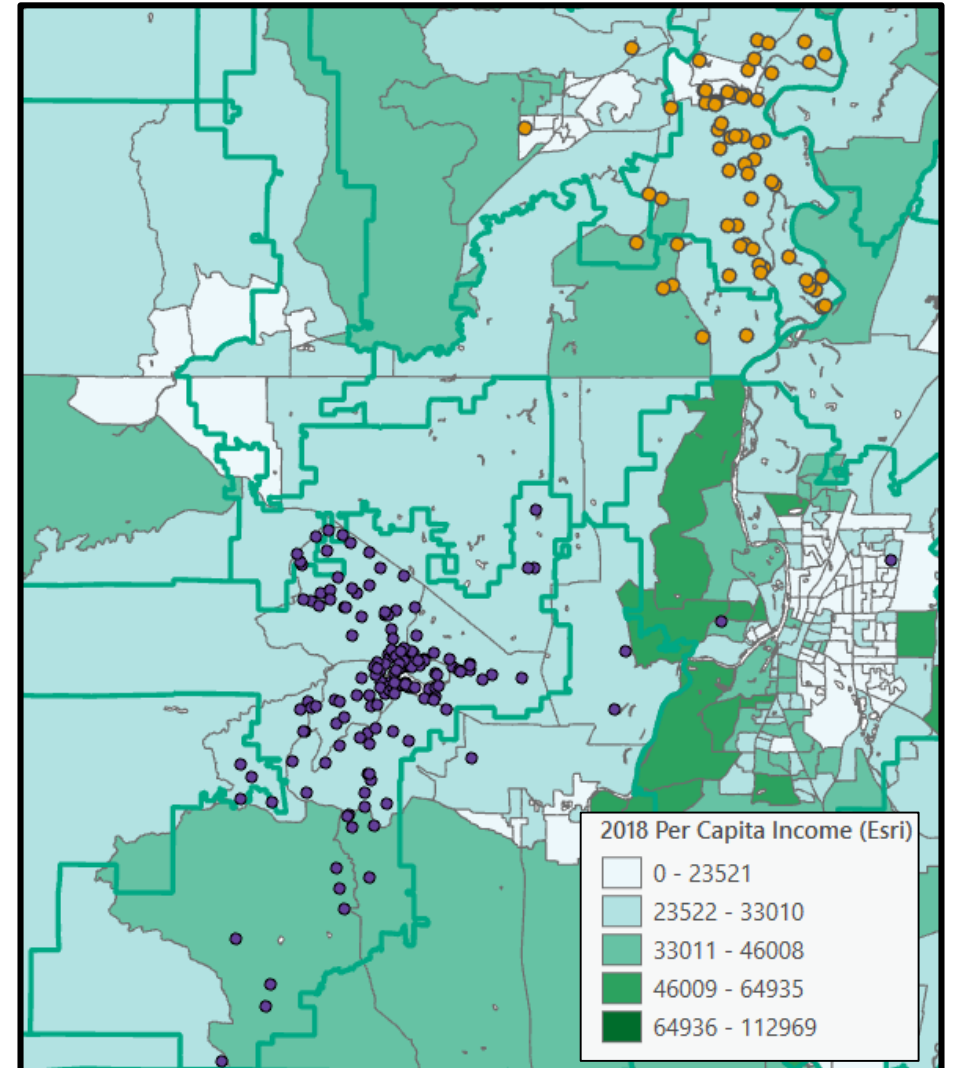 2018 Per Capita Income (Esri)
0 - 23521
23522 - 33010
33011 - 46008
46009 - 64935
64936 - 112969